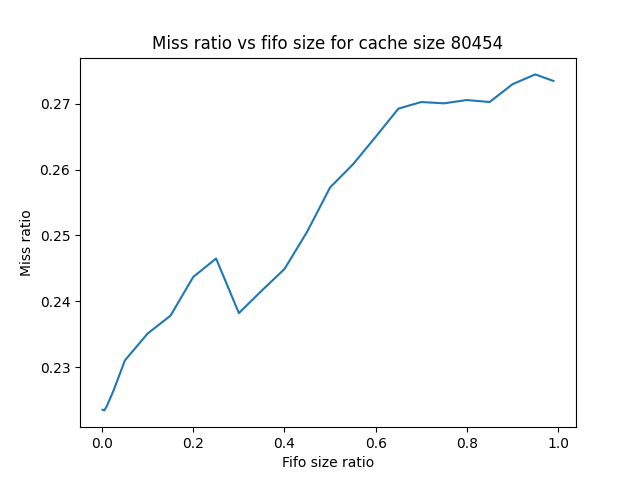 Miss ratio vs fifo size for cache size 80454
0.27
0.26
0.25
0.24
0.23
Miss ratio
0.0 0.2 0.4 0.6 0.8 1.0
Fifo size ratio